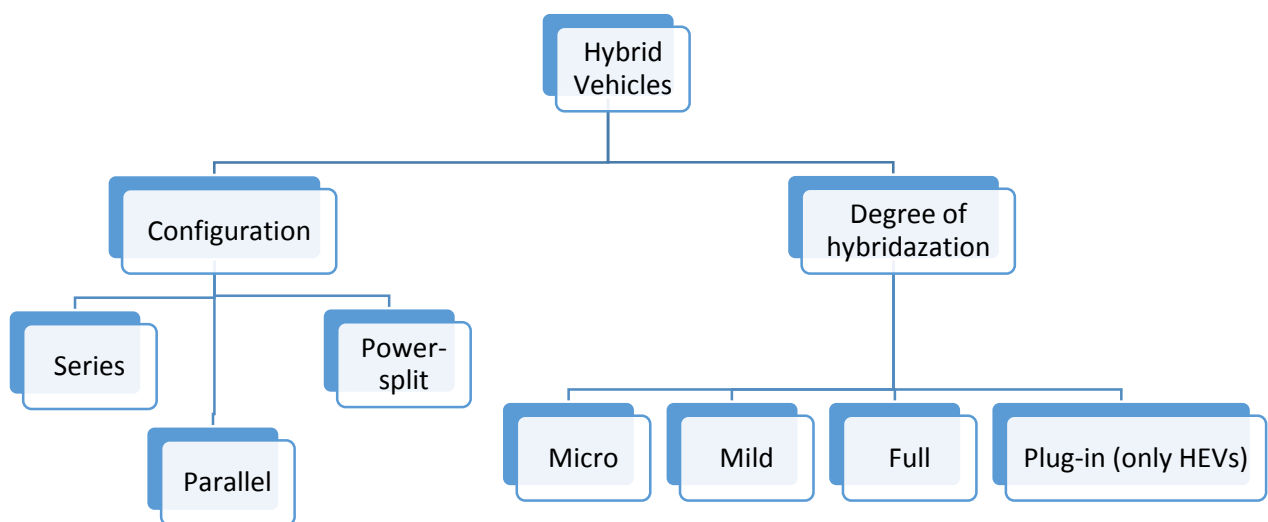 Hybrid
Vehicles
Configuration
Degree of
hybridazation
Series
Power-
split
Parallel
Micro
Mild
Full
Plug-in (only HEVs)